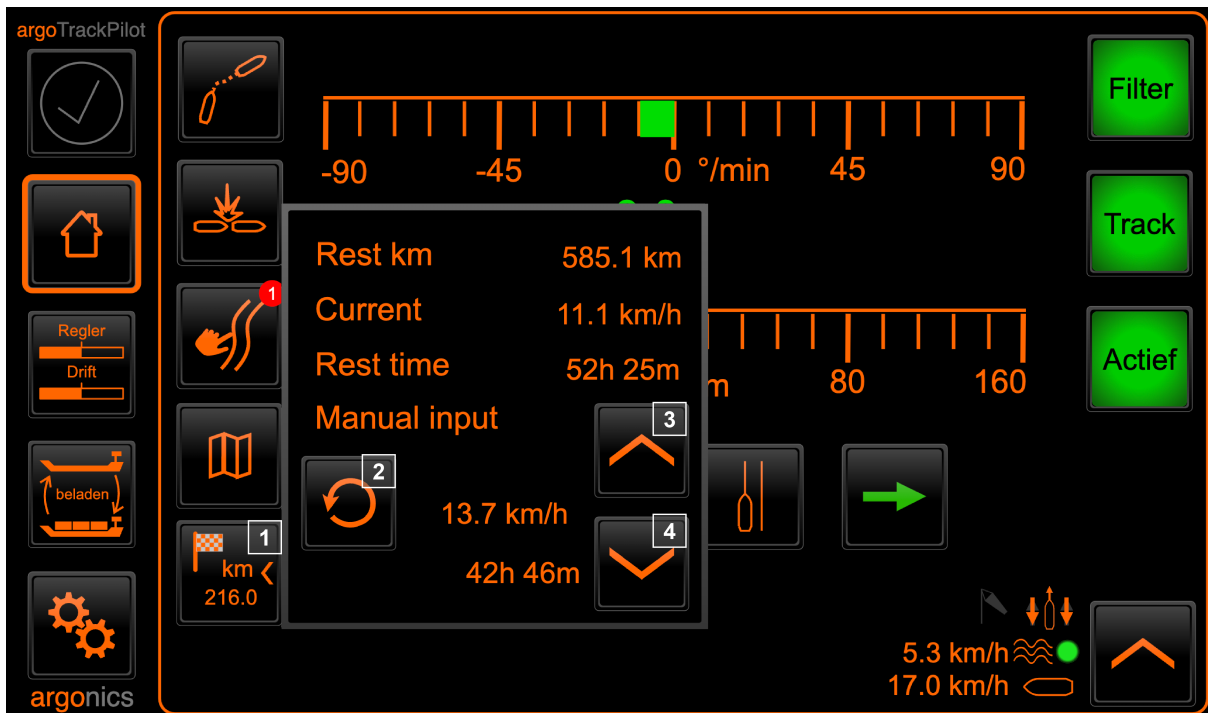 argoTrackPilot
Filter
-90 -45 0 °/min 45 90
Track
Rest km 585.1 km
1
Current 11.1 km/h
Regler
Drift
Rest time 52h 25m
m 80 160
Actief
Manual input 3
2
beladen
13.7 km/h
4
1
km
216.0
42h 46m
5.3 km/h
17.0 km/h
argonics